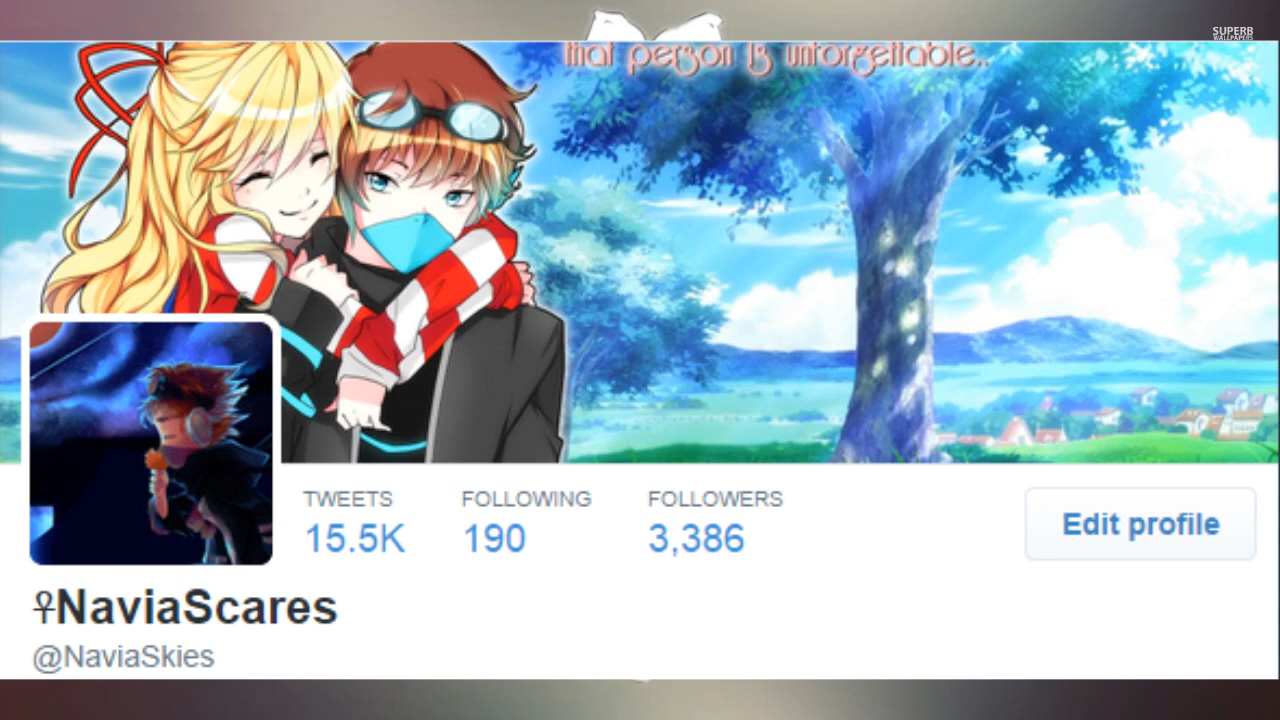 SUPERB
WALLPAPERS
that person is unforgettable..
TWEETS FOLLOWING FOLLOWERS
15.5K 190 3,386
Edit profile
♀NaviaScares
@NaviaSkies